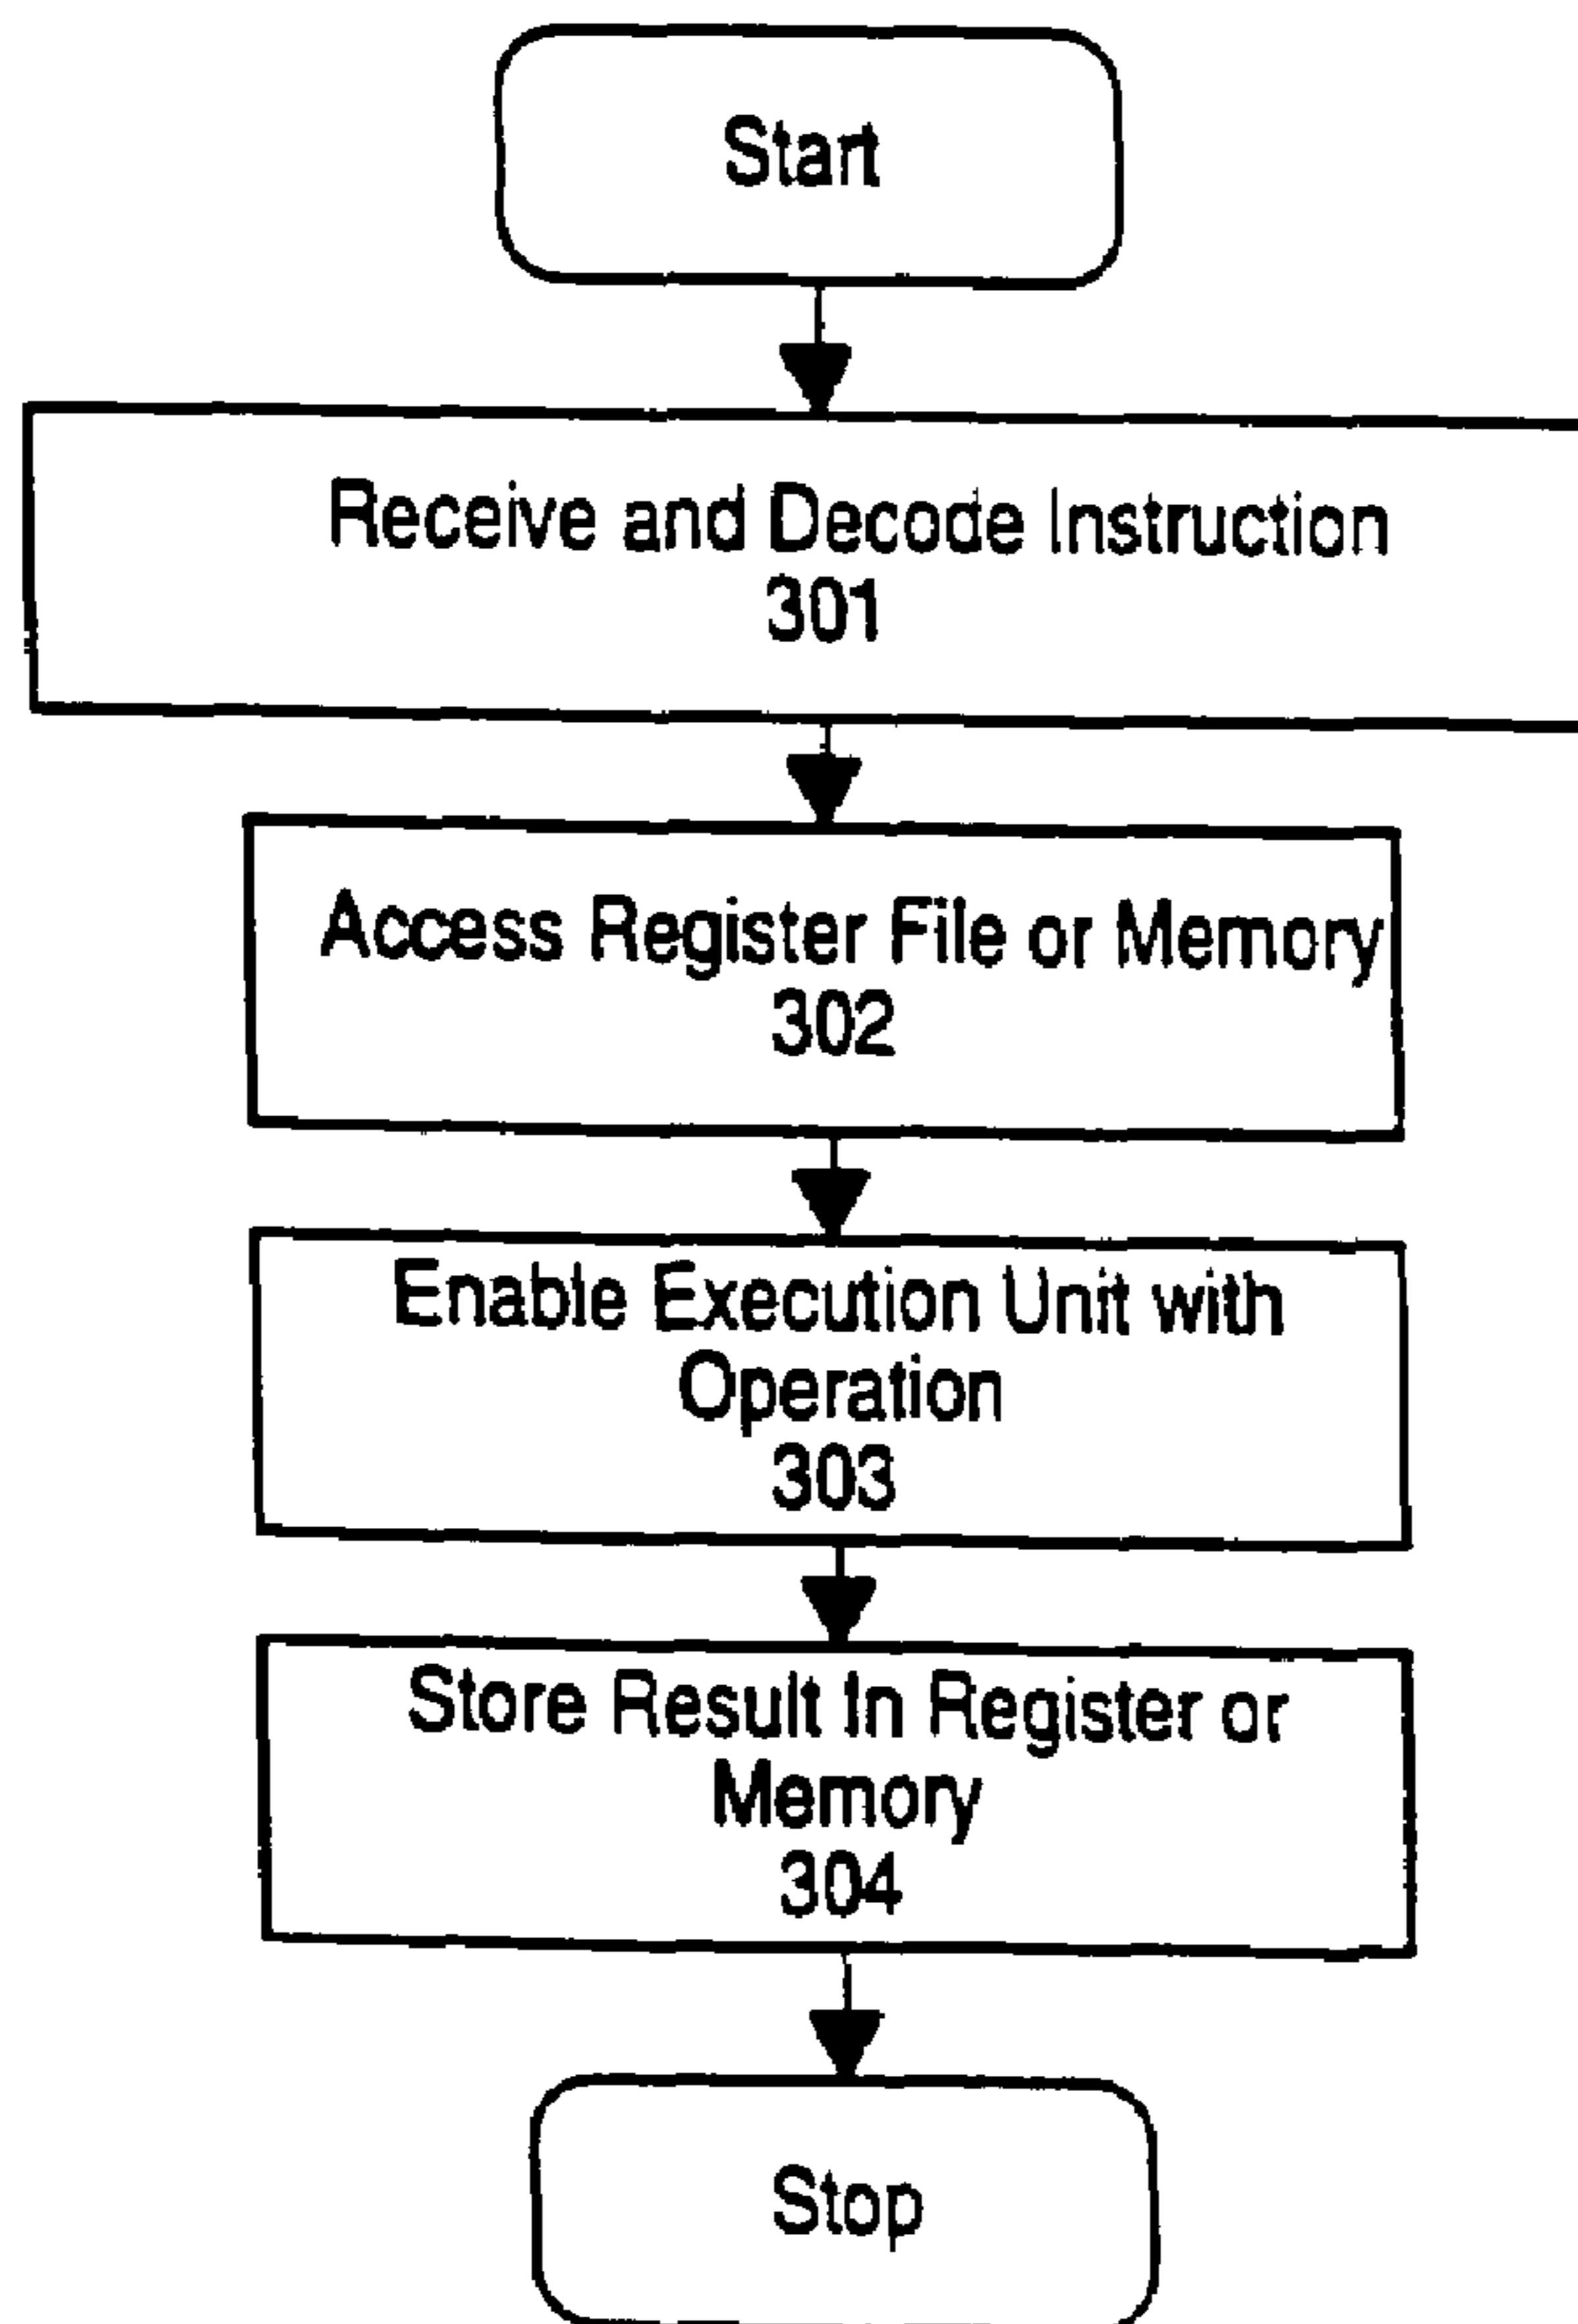 Start
Receive and Decode Instruction
301
Access Register File or Memory
302
Enable Execution Unit with
Operation
303
Store Result In Register or
Memory
304
Stop